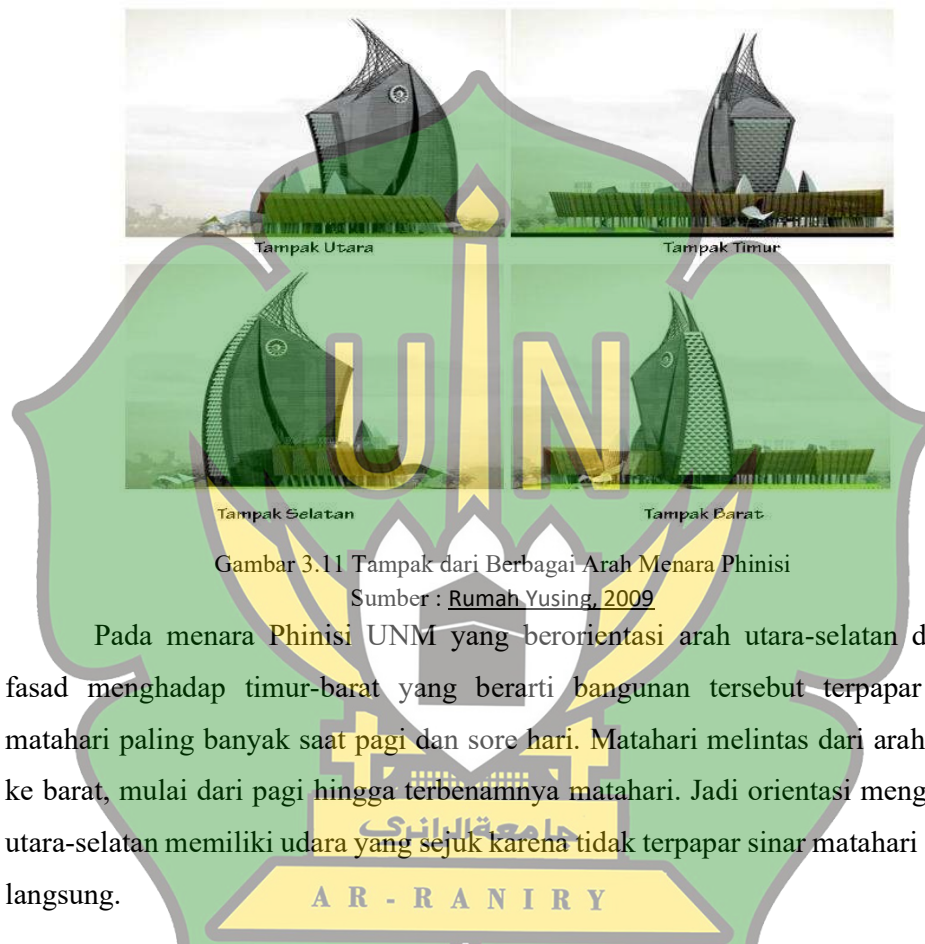 Tampak Utara
Tampak Timur
Tampak Selatan
Tampak Barat
UIN
Gambar 3.11 Tampak dari Berbagai Arah Menara Phinisi
Sumber : Rumah Yusing, 2009
Pada menara Phinisi UNM yang berorientasi arah utara-selatan d
fasad menghadap timur-barat yang berarti bangunan tersebut terpapar
matahari paling banyak saat pagi dan sore hari. Matahari melintas dari arah
ke barat, mulai dari pagi hingga terbenamnya matahari. Jadi orientasi meng
utara-selatan memiliki udara yang sejuk karena tidak terpapar sinar matahari
langsung.
جامعة الرانري
AR-RANIRY